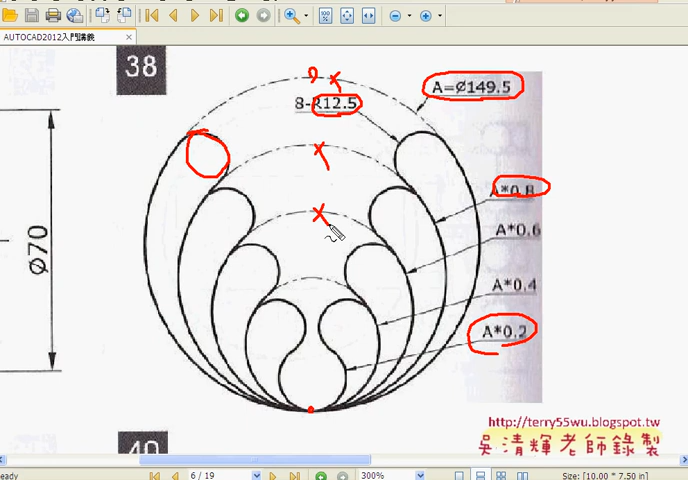 AUTOCAD2012入門講義
38
A=Ø149.5
8-R12.5
A*0.8
A*0.6
Ø70
A*0.4
A*0.2
http://terry55wu.blogspot.tw
吳清輝老師錄製
40
eady
6 / 19
300%
Size: [10.00 * 7.50 in]